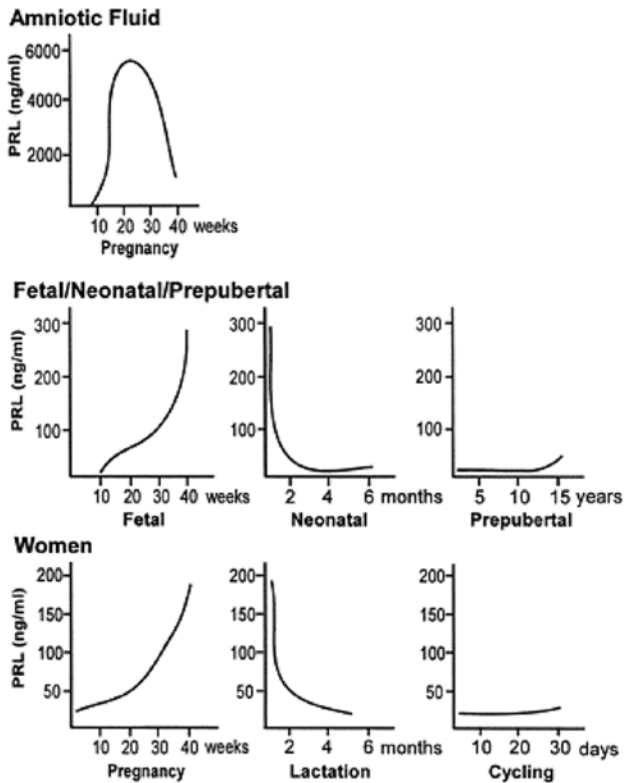 Amniotic Fluid
PRL (ng/ml)
6000
4000
2000
10 20 30 40 weeks
Pregnancy
Fetal/Neonatal/Prepubertal
PRL (ng/ml)
300 300 300
200 200 200
100 100 100
10 20 30 40 weeks 2 4 6 months 5 10 15 years
Fetal Neonatal Prepubertal
Women
PRL (ng/ml)
200 200 200
150 150 150
100 100 100
50 50 50
10 20 30 40 weeks 2 4 6 months 10 20 30 days
Pregnancy Lactation Cycling